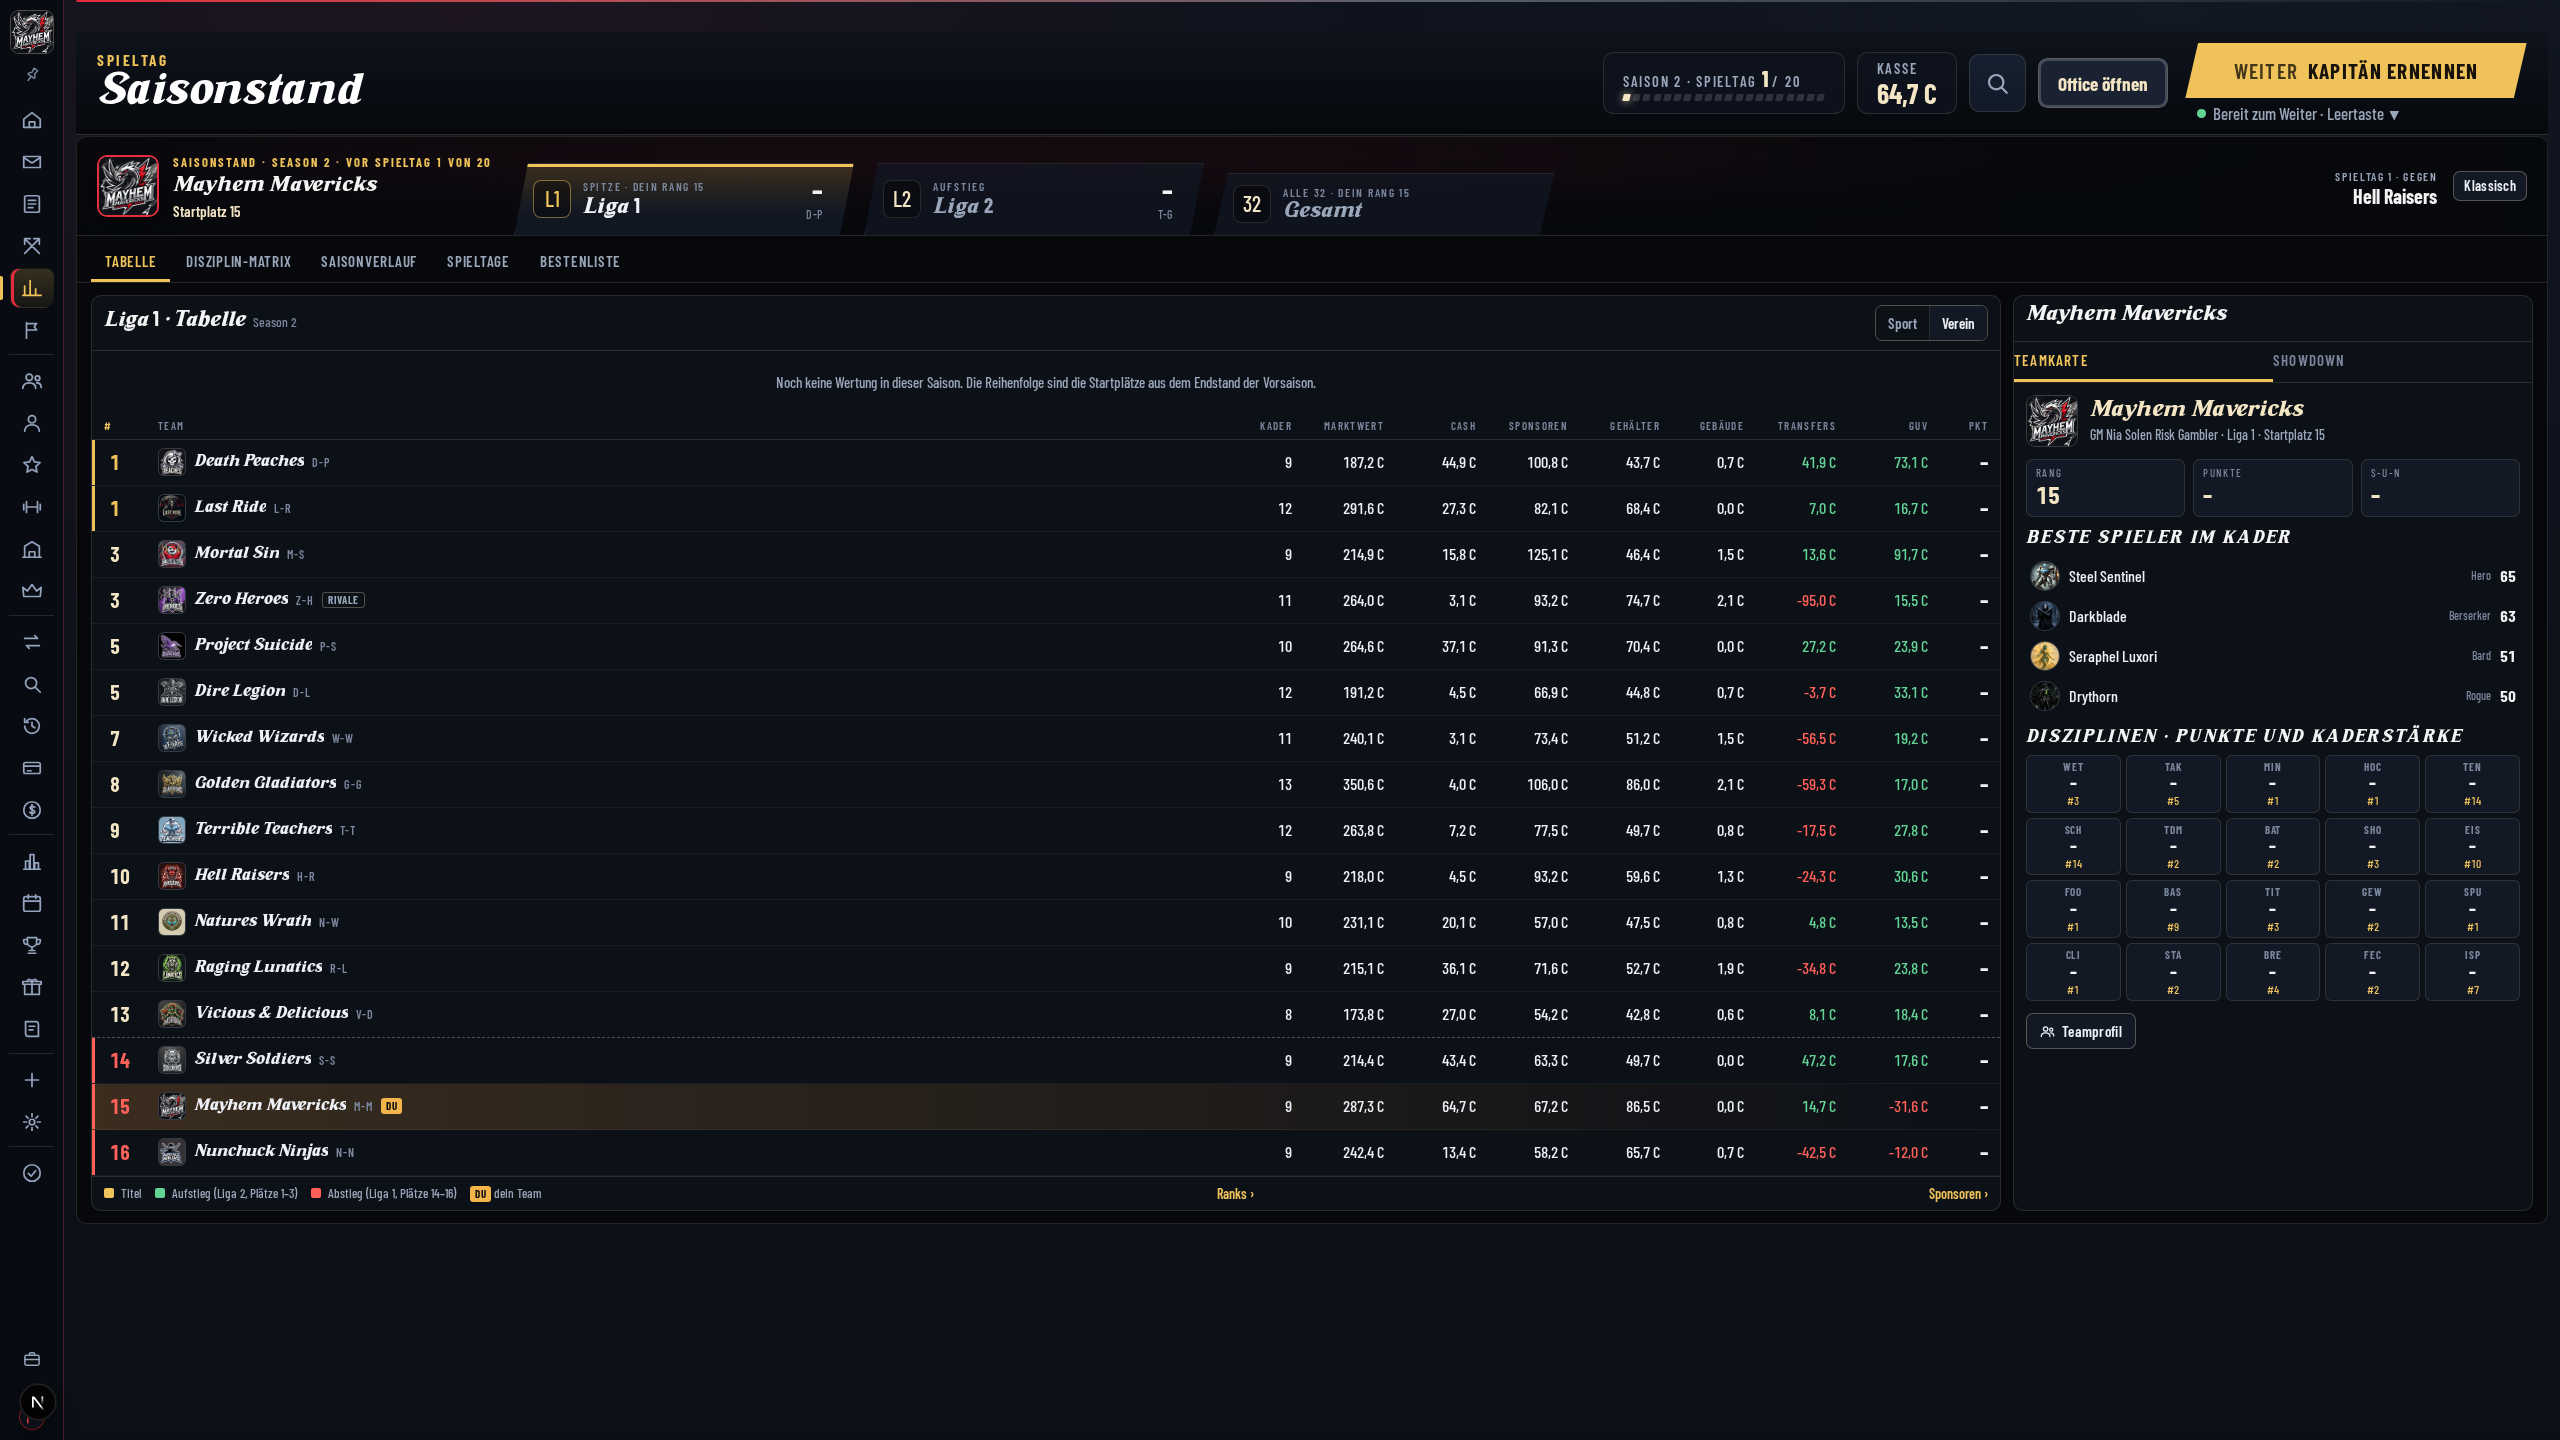 SPIELTAG
Saisonstand
SAISON 2 · SPIELTAG 1 / 20
KASSE
64,7 C
Office öffnen
WEITER KAPITÄN ERNENNEN
Bereit zum Weiter · Leertaste ▼
SAISONSTAND · SEASON 2 · VOR SPIELTAG 1 VON 20
Mayhem Mavericks
Startplatz 15
L1
SPITZE · DEIN RANG 15
Liga 1
–
D-P
L2
AUFSTIEG
Liga 2
–
T-G
32
ALLE 32 · DEIN RANG 15
Gesamt
SPIELTAG 1 · GEGEN
Hell Raisers
Klassisch
TABELLE DISZIPLIN-MATRIX SAISONVERLAUF SPIELTAGE BESTENLISTE
Liga 1 · Tabelle Season 2
Sport Verein
Noch keine Wertung in dieser Saison. Die Reihenfolge sind die Startplätze aus dem Endstand der Vorsaison.
# TEAM KADER MARKTWERT CASH SPONSOREN GEHÄLTER GEBÄUDE TRANSFERS GUV PKT
1 Death Peaches D-P 9 187,2 C 44,9 C 100,8 C 43,7 C 0,7 C 41,9 C 73,1 C –
1 Last Ride L-R 12 291,6 C 27,3 C 82,1 C 68,4 C 0,0 C 7,0 C 16,7 C –
3 Mortal Sin M-S 9 214,9 C 15,8 C 125,1 C 46,4 C 1,5 C 13,6 C 91,7 C –
3 Zero Heroes Z-H RIVALE 11 264,0 C 3,1 C 93,2 C 74,7 C 2,1 C -95,0 C 15,5 C –
5 Project Suicide P-S 10 264,6 C 37,1 C 91,3 C 70,4 C 0,0 C 27,2 C 23,9 C –
5 Dire Legion D-L 12 191,2 C 4,5 C 66,9 C 44,8 C 0,7 C -3,7 C 33,1 C –
7 Wicked Wizards W-W 11 240,1 C 3,1 C 73,4 C 51,2 C 1,5 C -56,5 C 19,2 C –
8 Golden Gladiators G-G 13 350,6 C 4,0 C 106,0 C 86,0 C 2,1 C -59,3 C 17,0 C –
9 Terrible Teachers T-T 12 263,8 C 7,2 C 77,5 C 49,7 C 0,8 C -17,5 C 27,8 C –
10 Hell Raisers H-R 9 218,0 C 4,5 C 93,2 C 59,6 C 1,3 C -24,3 C 30,6 C –
11 Natures Wrath N-W 10 231,1 C 20,1 C 57,0 C 47,5 C 0,8 C 4,8 C 13,5 C –
12 Raging Lunatics R-L 9 215,1 C 36,1 C 71,6 C 52,7 C 1,9 C -34,8 C 23,8 C –
13 Vicious & Delicious V-D 8 173,8 C 27,0 C 54,2 C 42,8 C 0,6 C 8,1 C 18,4 C –
14 Silver Soldiers S-S 9 214,4 C 43,4 C 63,3 C 49,7 C 0,0 C 47,2 C 17,6 C –
15 Mayhem Mavericks M-M DU 9 287,3 C 64,7 C 67,2 C 86,5 C 0,0 C 14,7 C -31,6 C –
16 Nunchuck Ninjas N-N 9 242,4 C 13,4 C 58,2 C 65,7 C 0,7 C -42,5 C -12,0 C –
Titel Aufstieg (Liga 2, Plätze 1–3) Abstieg (Liga 1, Plätze 14–16) DU dein Team Ranks › Sponsoren ›
Mayhem Mavericks
TEAMKARTE SHOWDOWN
Mayhem Mavericks
GM Nia Solen Risk Gambler · Liga 1 · Startplatz 15
RANG PUNKTE S-U-N
15 – –
BESTE SPIELER IM KADER
Steel Sentinel Hero 65
Darkblade Berserker 63
Seraphel Luxori Bard 51
Drythorn Rogue 50
DISZIPLINEN · PUNKTE UND KADERSTÄRKE
WET TAK MIN HOC TEN
– – – – –
#3 #5 #1 #1 #14
SCH TDM BAT SHO EIS
– – – – –
#14 #2 #2 #3 #10
FOO BAS TIT GEW SPU
– – – – –
#1 #9 #3 #2 #1
CLI STA BRE FEC ISP
– – – – –
#1 #2 #4 #2 #7
Teamprofil
N